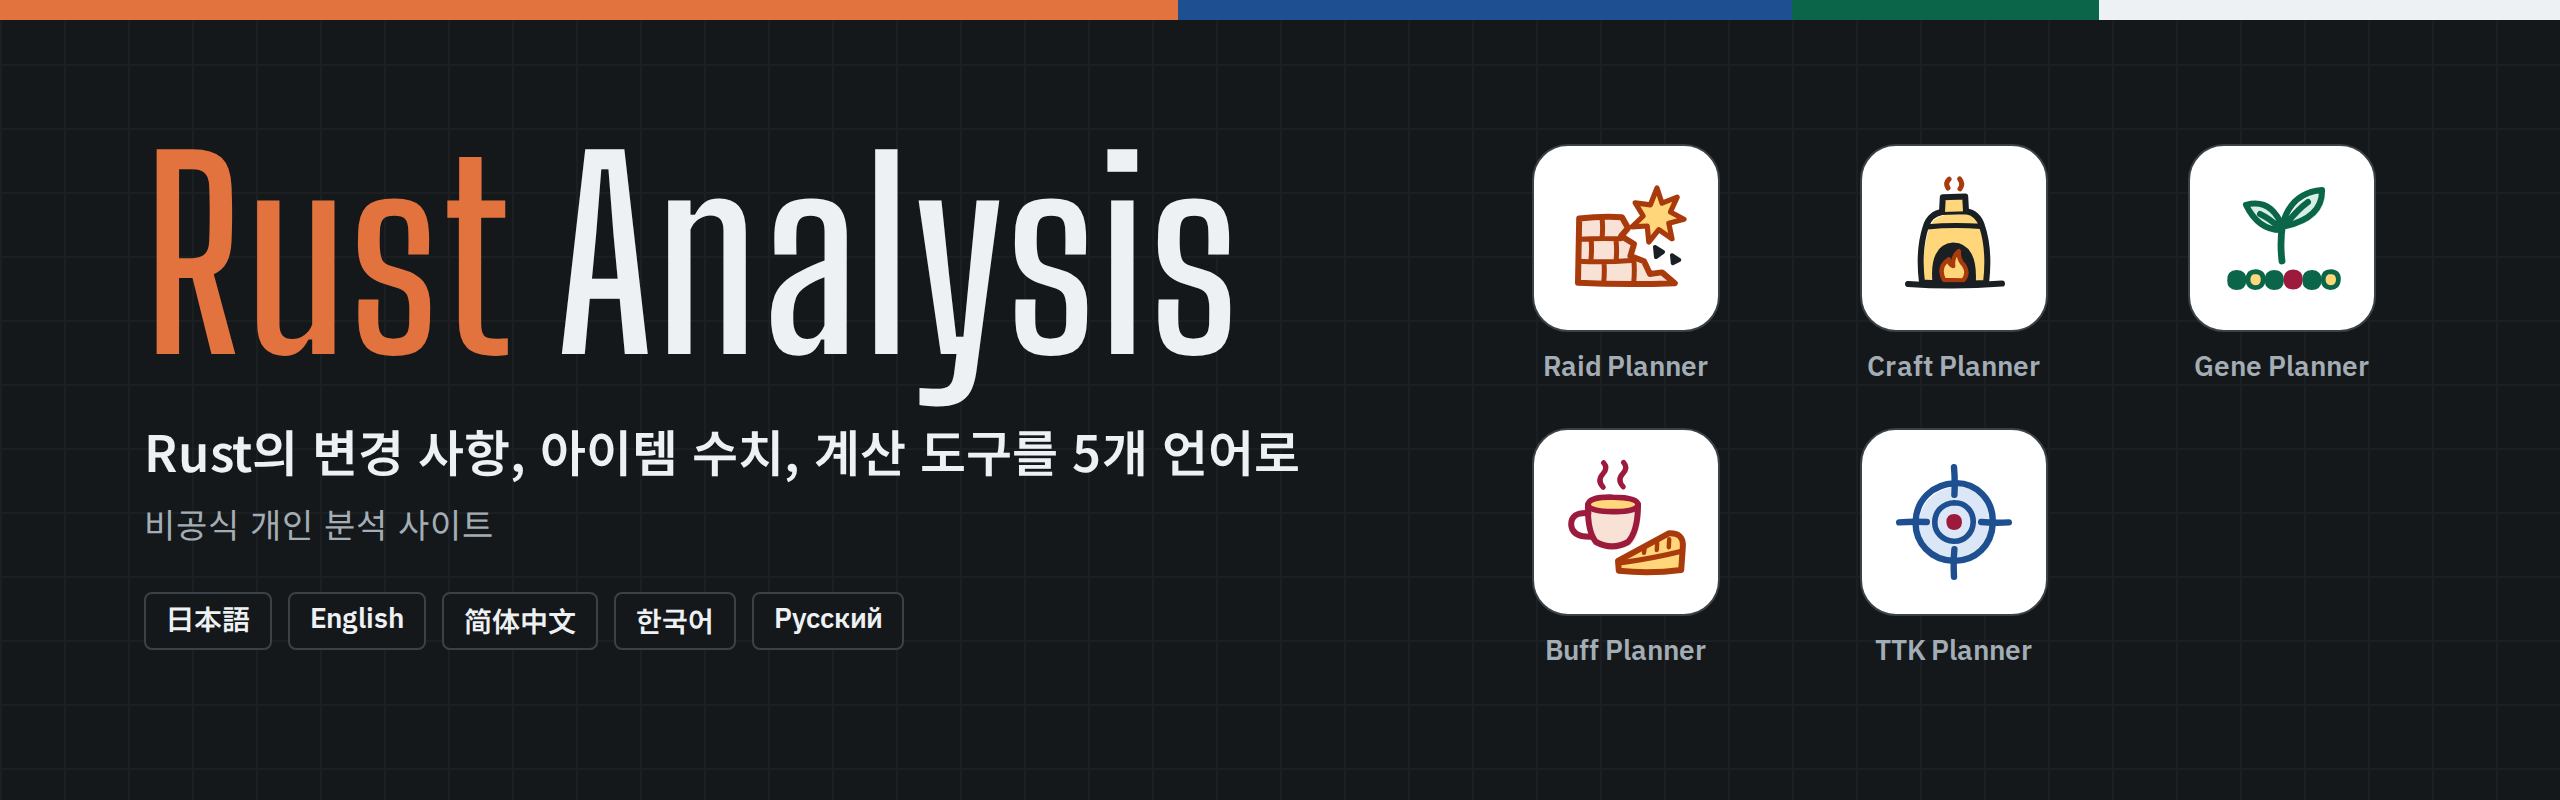 Rust Analysis
Rust의 변경 사항, 아이템 수치, 계산 도구를 5개 언어로
비공식 개인 분석 사이트
日本語 English 简体中文 한국어 Русский
Raid Planner Craft Planner Gene Planner
Buff Planner TTK Planner